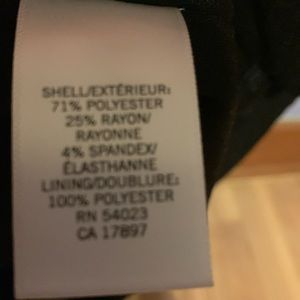 SHELL/EXTÉRIEUR:
71% POLYESTER
25% RAYON/
RAYONNE
4% SPANDEX/
ÉLASTHANNE
LINING/DOUBLURE:
100% POLYESTER
RN 54023
CA 17897